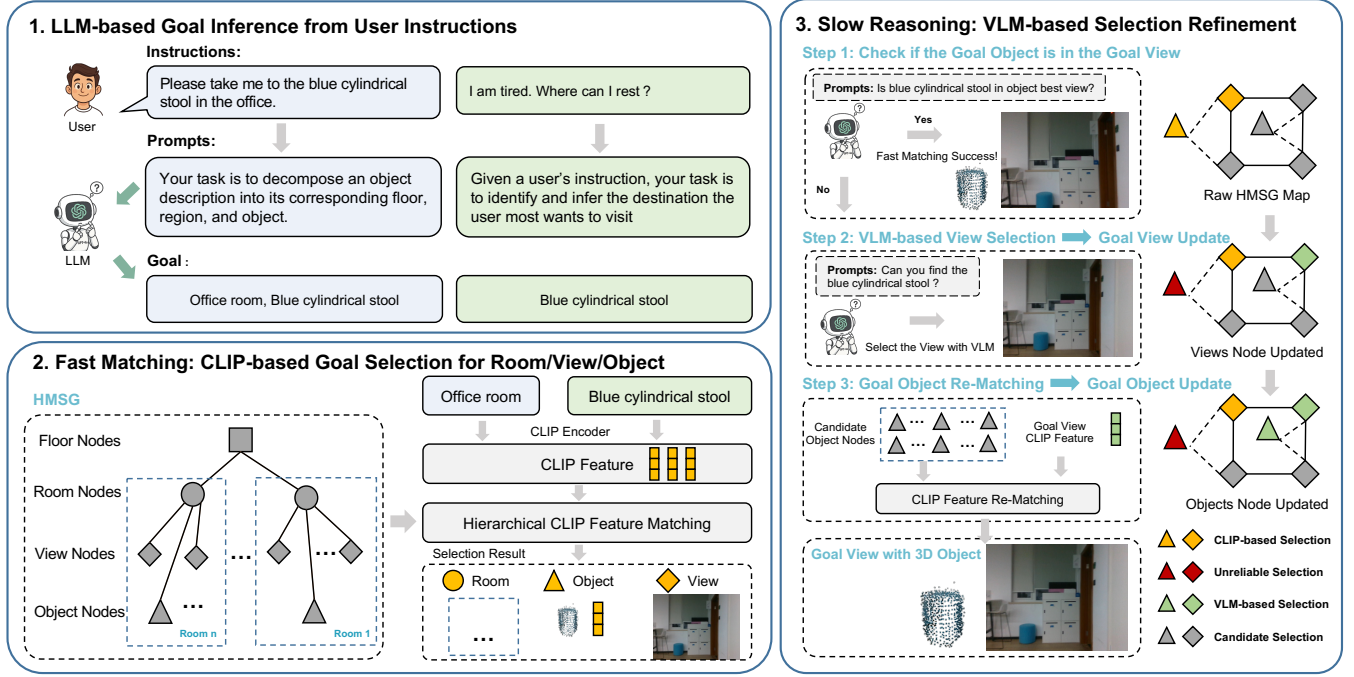 1. LLM-based Goal Inference from User Instructions
Instructions:
Please take me to the blue cylindrical
stool in the office.
I am tired. Where can I rest ?
User
Prompts:
?
Your task is to decompose an object
description into its corresponding floor,
region, and object.
Given a user's instruction, your task is
to identify and infer the destination the
user most wants to visit
LLM
Goal :
Office room, Blue cylindrical stool
Blue cylindrical stool
2. Fast Matching: CLIP-based Goal Selection for Room/View/Object
HMSG
Floor Nodes
Room Nodes
View Nodes
...
...
Object Nodes
...
Room n
Room 1
Office room
Blue cylindrical stool
CLIP Encoder
CLIP Feature
Hierarchical CLIP Feature Matching
Selection Result
Room
Object
View
...
3. Slow Reasoning: VLM-based Selection Refinement
Step 1: Check if the Goal Object is in the Goal View
Prompts: Is blue cylindrical stool in object best view?
?
Yes
Fast Matching Success!
No
Raw HMSG Map
Step 2: VLM-based View Selection
Goal View Update
Prompts: Can you find the
blue cylindrical stool ?
?
Select the View with VLM
Views Node Updated
Step 3: Goal Object Re-Matching
Goal Object Update
Candidate
Object Nodes
... ...
... ...
Goal View
CLIP Feature
CLIP Feature Re-Matching
Objects Node Updated
Goal View with 3D Object
CLIP-based Selection
Unreliable Selection
VLM-based Selection
Candidate Selection